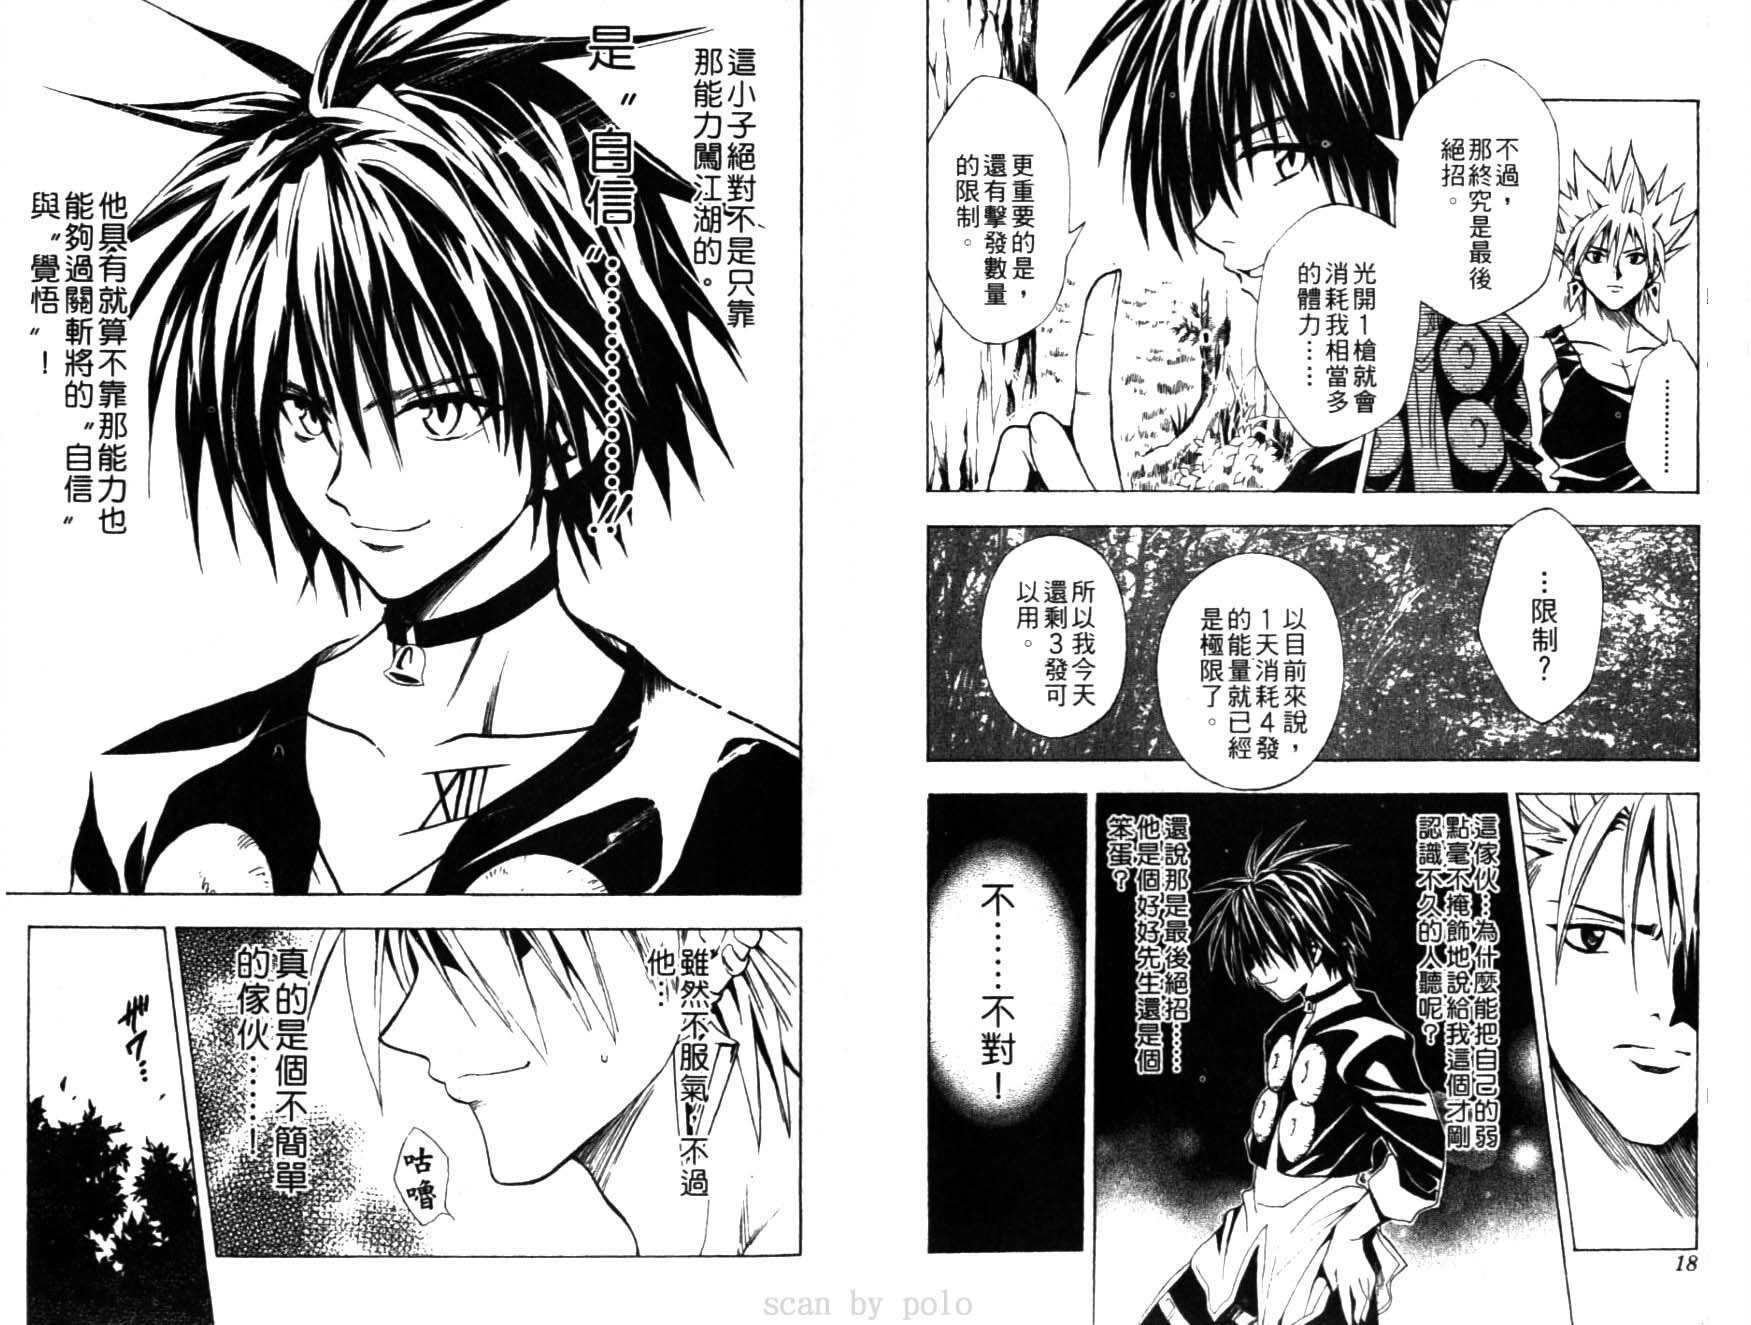 不過，
那終究是最後
絕招。
光開1槍就會
消耗我相當多
的體力……
更重要的是，
還有擊發數量
的限制。
…………
…限制？
以目前來說，
1天消耗4發
的能量就已經
是極限了。
所以我今天
還剩3發可
以用。
這傢伙…為什麼能把自己的弱
點毫不掩飾地說給我這個才剛
認識不久的人聽呢？
還說那是最後絕招……
他是個好好先生還是個
笨蛋？
不……不對！
18
這小子絕對不是只靠
那能力闖江湖的。
是〝自信〞…………!!
他具有就算不靠那能力也
能夠過關斬將的〝自信〞
與〝覺悟〞！
雖然不服氣，不過
他…
真的是個不簡單
的傢伙……！
咕嚕
ザワ…
XIII
scan by polo